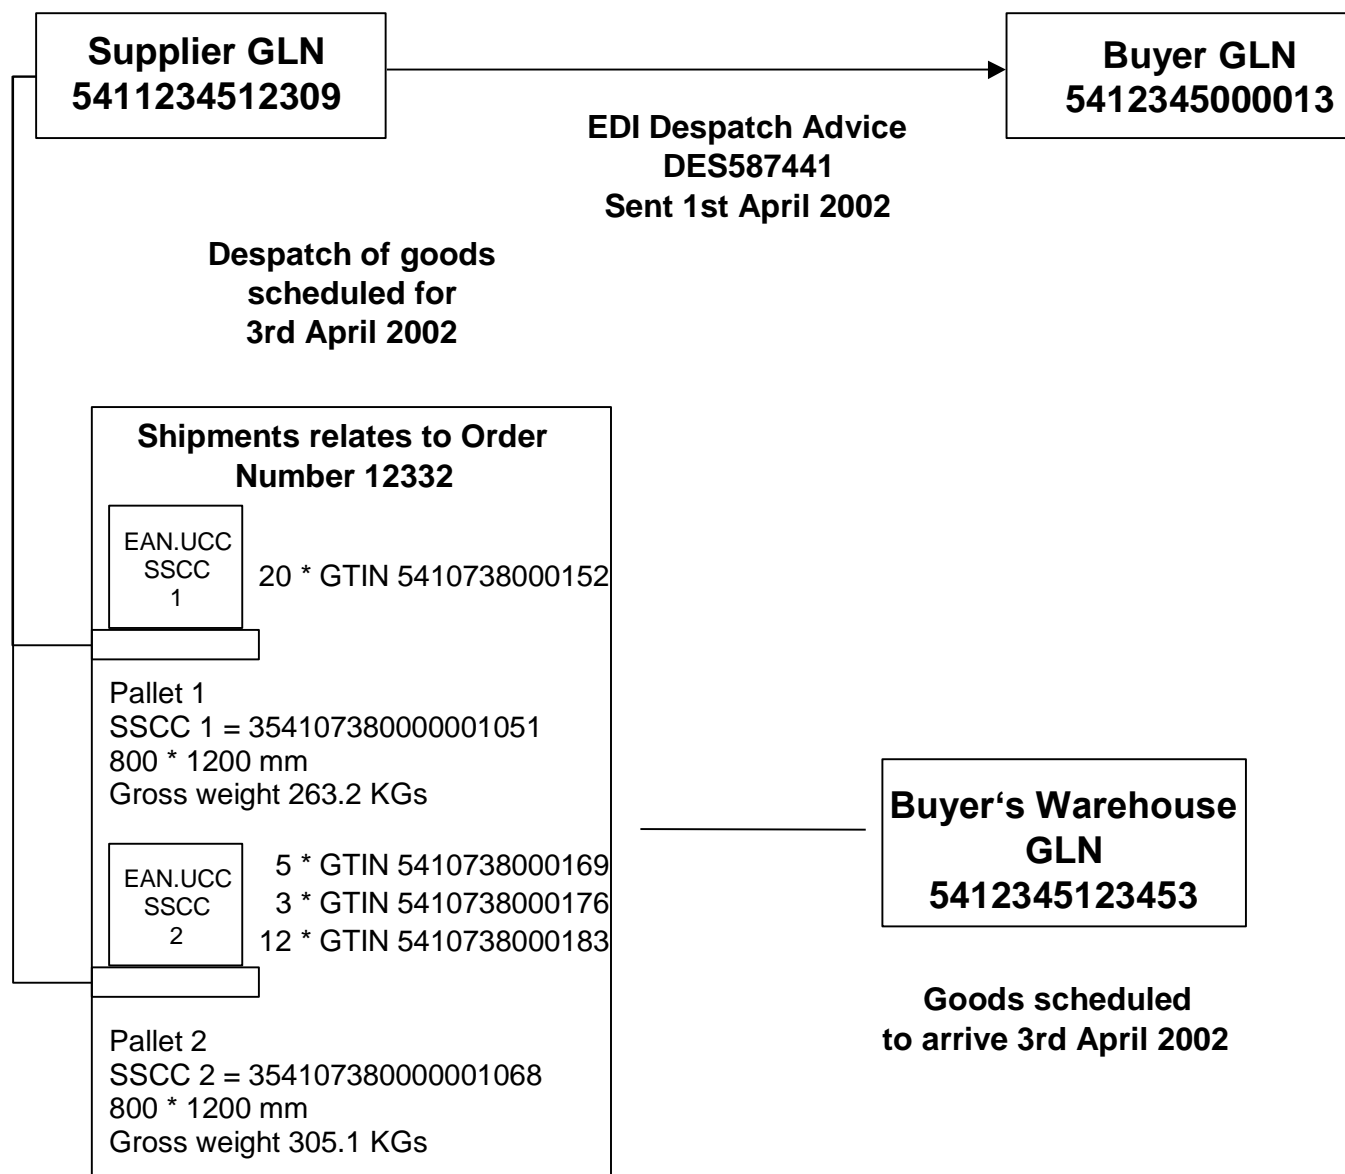 Supplier GLN
5411234512309
Buyer GLN
5412345000013
EDI Despatch Advice
DES587441
Sent 1st April 2002
Despatch of goods
scheduled for
3rd April 2002
Shipments relates to Order
Number 12332
EAN.UCC
SSCC
1
20 * GTIN 5410738000152
Pallet 1
SSCC 1 = 354107380000001051
800 * 1200 mm
Gross weight 263.2 KGs
EAN.UCC
SSCC
2
5 * GTIN 5410738000169
3 * GTIN 5410738000176
12 * GTIN 5410738000183
Pallet 2
SSCC 2 = 354107380000001068
800 * 1200 mm
Gross weight 305.1 KGs
Buyer‘s Warehouse
GLN
5412345123453
Goods scheduled
to arrive 3rd April 2002